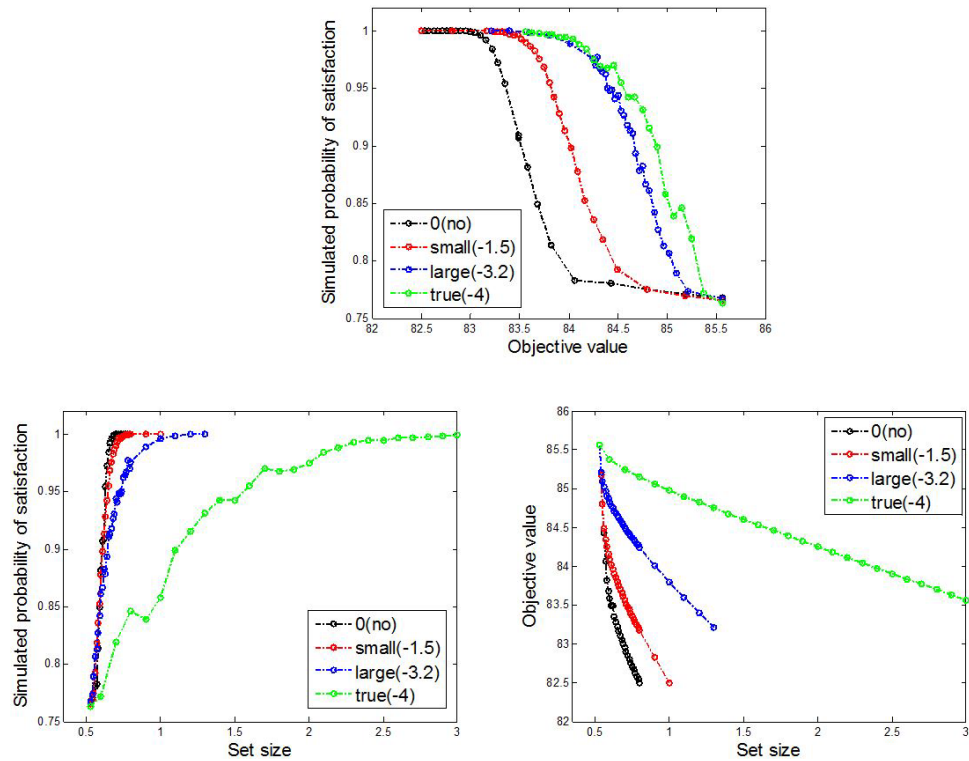 1
0.95
0.9
0.85
0.8
0.75
Simulated probability of satisfaction
0(no)
small(-1.5)
large(-3.2)
true(-4)
82 82.5 83 83.5 84 84.5 85 85.5 86
Objective value
1
0.95
0.9
0.85
0.8
0.75
Simulated probability of satisfaction
0(no)
small(-1.5)
large(-3.2)
true(-4)
0.5 1 1.5 2 2.5 3
Set size
86
85.5
85
84.5
84
83.5
83
82.5
82
Objective value
0(no)
small(-1.5)
large(-3.2)
true(-4)
0.5 1 1.5 2 2.5 3
Set size